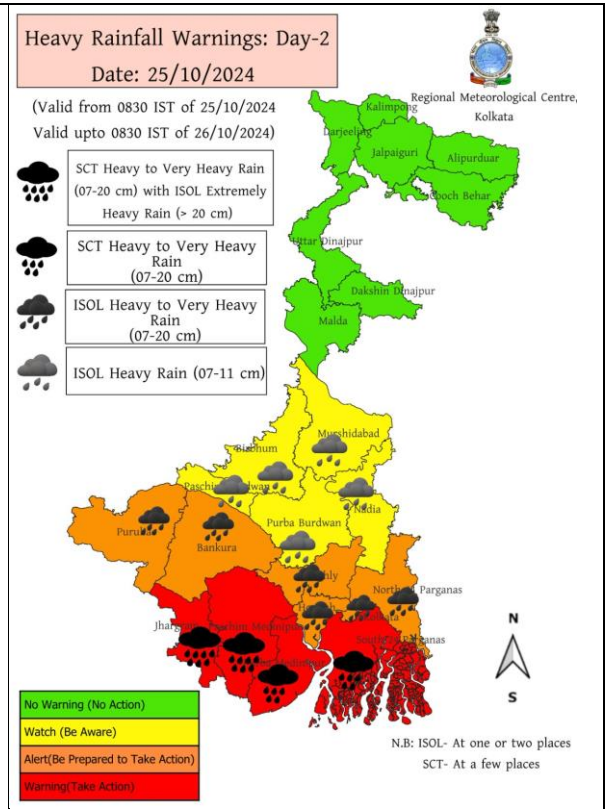 Heavy Rainfall Warnings: Day-2
Date: 25/10/2024
(Valid from 0830 IST of 25/10/2024
Valid upto 0830 IST of 26/10/2024)
Regional Meteorological Centre,
Kolkata
SCT Heavy to Very Heavy Rain
(07-20 cm) with ISOL Extremely
Heavy Rain (> 20 cm)
SCT Heavy to Very Heavy
Rain
(07-20 cm)
ISOL Heavy to Very Heavy
Rain
(07-20 cm)
ISOL Heavy Rain (07-11 cm)
Kalimpong
Darjeeling
Jalpaiguri
Alipurduar
Cooch Behar
Uttar Dinajpur
Dakshin Dinajpur
Malda
Murshidabad
Birbhum
Nadia
Purba Burdwan
Bankura
Parganas
Parganas
N
S
No Warning (No Action)
Watch (Be Aware)
Alert(Be Prepared to Take Action)
Warning(Take Action)
N.B: ISOL- At one or two places
SCT- At a few places